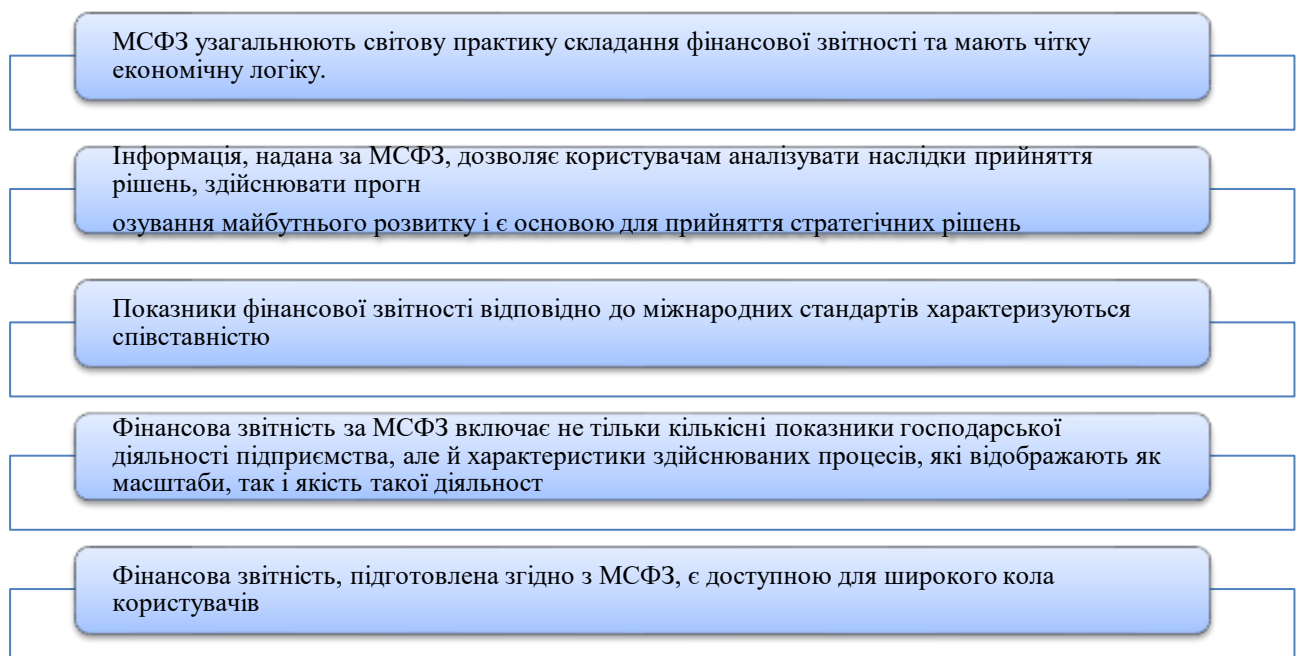 МСФЗ узагальнюють світову практику складання фінансової звітності та мають чітку
економічну логіку.
Інформація, надана за МСФЗ, дозволяє користувачам аналізувати наслідки прийняття
рішень, здійснювати прогн
озування майбутнього розвитку і є основою для прийняття стратегічних рішень
Показники фінансової звітності відповідно до міжнародних стандартів характеризуються
співставністю
Фінансова звітність за МСФЗ включає не тільки кількісні показники господарської
діяльності підприємства, але й характеристики здійснюваних процесів, які відображають як
масштаби, так і якість такої діяльност
Фінансова звітність, підготовлена згідно з МСФЗ, є доступною для широкого кола
користувачів